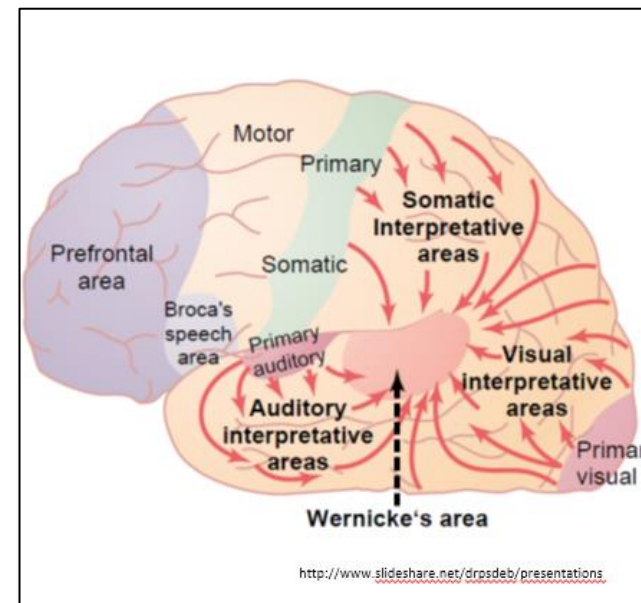 Motor
Primary
Somatic
Interpretative
areas
Prefrontal
area
Somatic
Broca's
speech
area
Primary
auditory
Visual
interpretative
areas
Auditory
interpretative
areas
Primar
visual
Wernicke's area
http://www.slideshare.net/drpsdeb/presentations